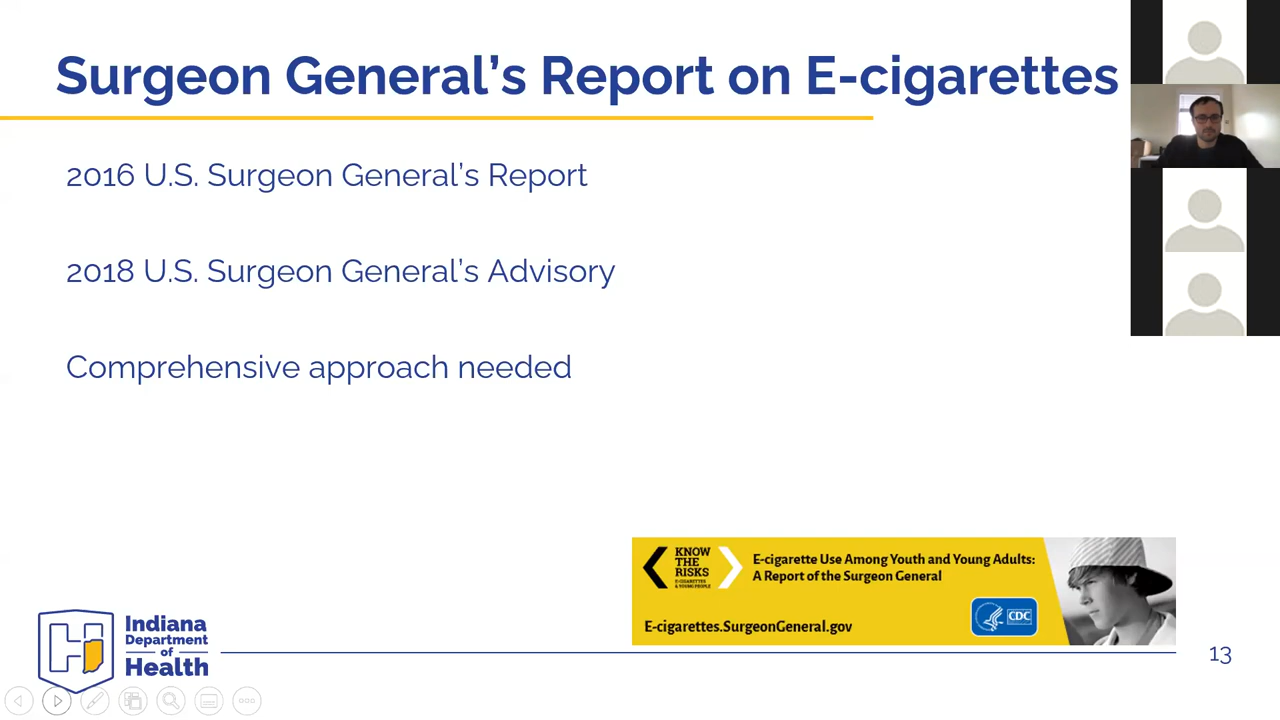 Surgeon General’s Report on E-cigarettes
2016 U.S. Surgeon General’s Report
2018 U.S. Surgeon General’s Advisory
Comprehensive approach needed
KNOW
THE
RISKS
E-CIGARETTES
& YOUNG PEOPLE
E-cigarette Use Among Youth and Young Adults:
A Report of the Surgeon General
E-cigarettes.SurgeonGeneral.gov
CDC
Indiana
Department
of
Health
13